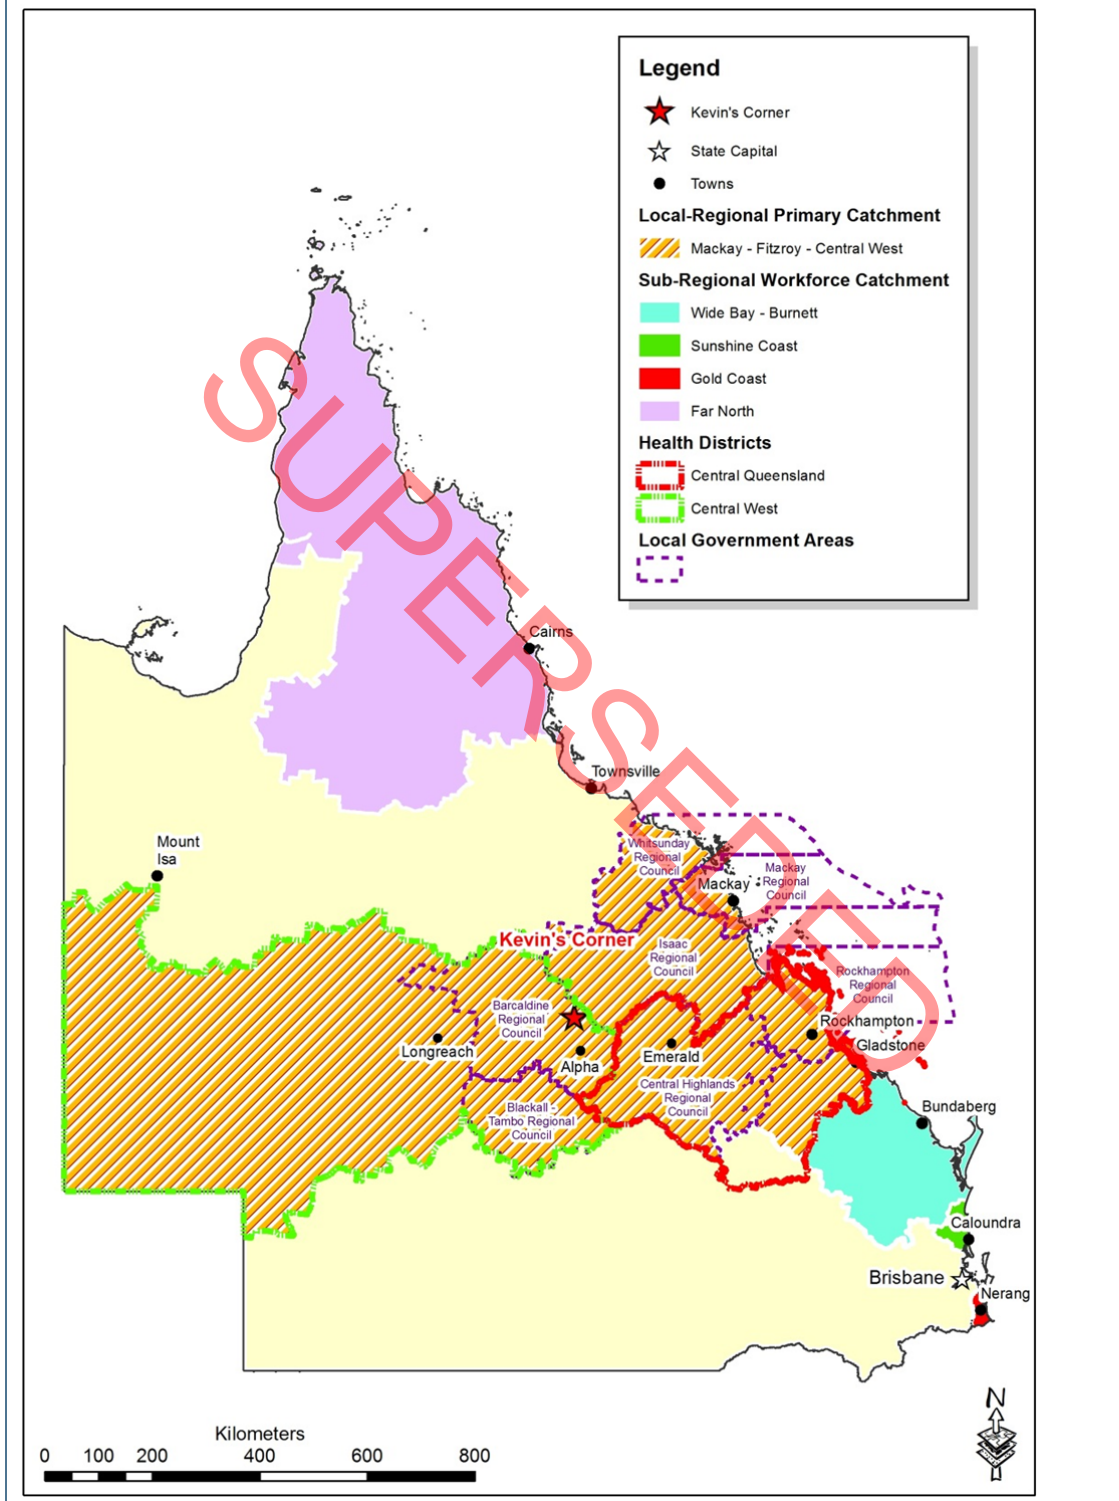 Legend
Kevin's Corner
State Capital
Towns
Local-Regional Primary Catchment
Mackay - Fitzroy - Central West
Sub-Regional Workforce Catchment
Wide Bay - Burnett
Sunshine Coast
Gold Coast
Far North
Health Districts
Central Queensland
Central West
Local Government Areas
SUPERSEDED
Cairns
Townsville
Mount
Isa
Whitsunday
Regional
Council
Mackay
Mackay
Regional
Council
Kevin's Corner
Isaac
Regional
Council
Rockhampton
Regional
Council
Barcaldine
Regional
Council
Rockhampton
Gladstone
Longreach
Alpha
Emerald
Central Highlands
Regional
Council
Blackall -
Tambo Regional
Council
Bundaberg
Caloundra
Brisbane
Nerang
N
Kilometers
0 100 200 400 600 800